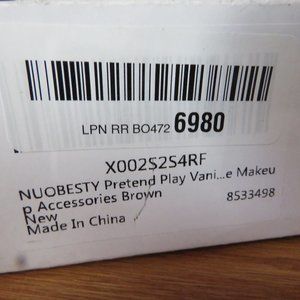 LPN RR BO472 6980
X002S2S4RF
NUOBESTY Pretend Play Vani...e Makeu
p Accessories Brown
8533498
New
Made In China